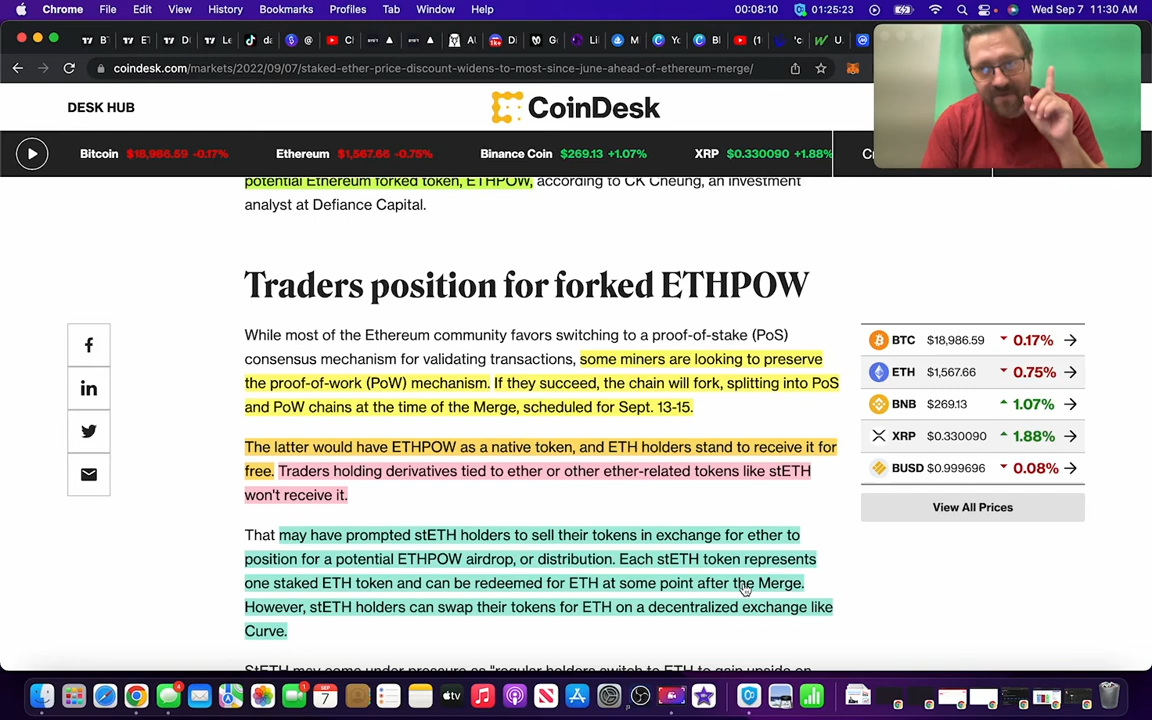 Chrome File Edit View History Bookmarks Profiles Tab Window Help 00:08:10 01:25:23 Wed Sep 7 11:30 AM
coindesk.com/markets/2022/09/07/staked-ether-price-discount-widens-to-most-since-june-ahead-of-ethereum-merge/
DESK HUB
CoinDesk
Bitcoin $18,986.59 -0.17% Ethereum $1,567.66 -0.75% Binance Coin $269.13 +1.07% XRP $0.330090 +1.88%
potential Ethereum forked token, ETHPOW, according to CK Cheung, an investment
analyst at Defiance Capital.
Traders position for forked ETHPOW
While most of the Ethereum community favors switching to a proof-of-stake (PoS)
consensus mechanism for validating transactions, some miners are looking to preserve
the proof-of-work (PoW) mechanism. If they succeed, the chain will fork, splitting into PoS
and PoW chains at the time of the Merge, scheduled for Sept. 13-15.
The latter would have ETHPOW as a native token, and ETH holders stand to receive it for
free. Traders holding derivatives tied to ether or other ether-related tokens like stETH
won't receive it.
That may have prompted stETH holders to sell their tokens in exchange for ether to
position for a potential ETHPOW airdrop, or distribution. Each stETH token represents
one staked ETH token and can be redeemed for ETH at some point after the Merge.
However, stETH holders can swap their tokens for ETH on a decentralized exchange like
Curve.
StETH may come under pressure as "regular holders switch to ETH to gain upside on
BTC $18,986.59 0.17%
ETH $1,567.66 0.75%
BNB $269.13 1.07%
XRP $0.330090 1.88%
BUSD $0.999696 0.08%
View All Prices